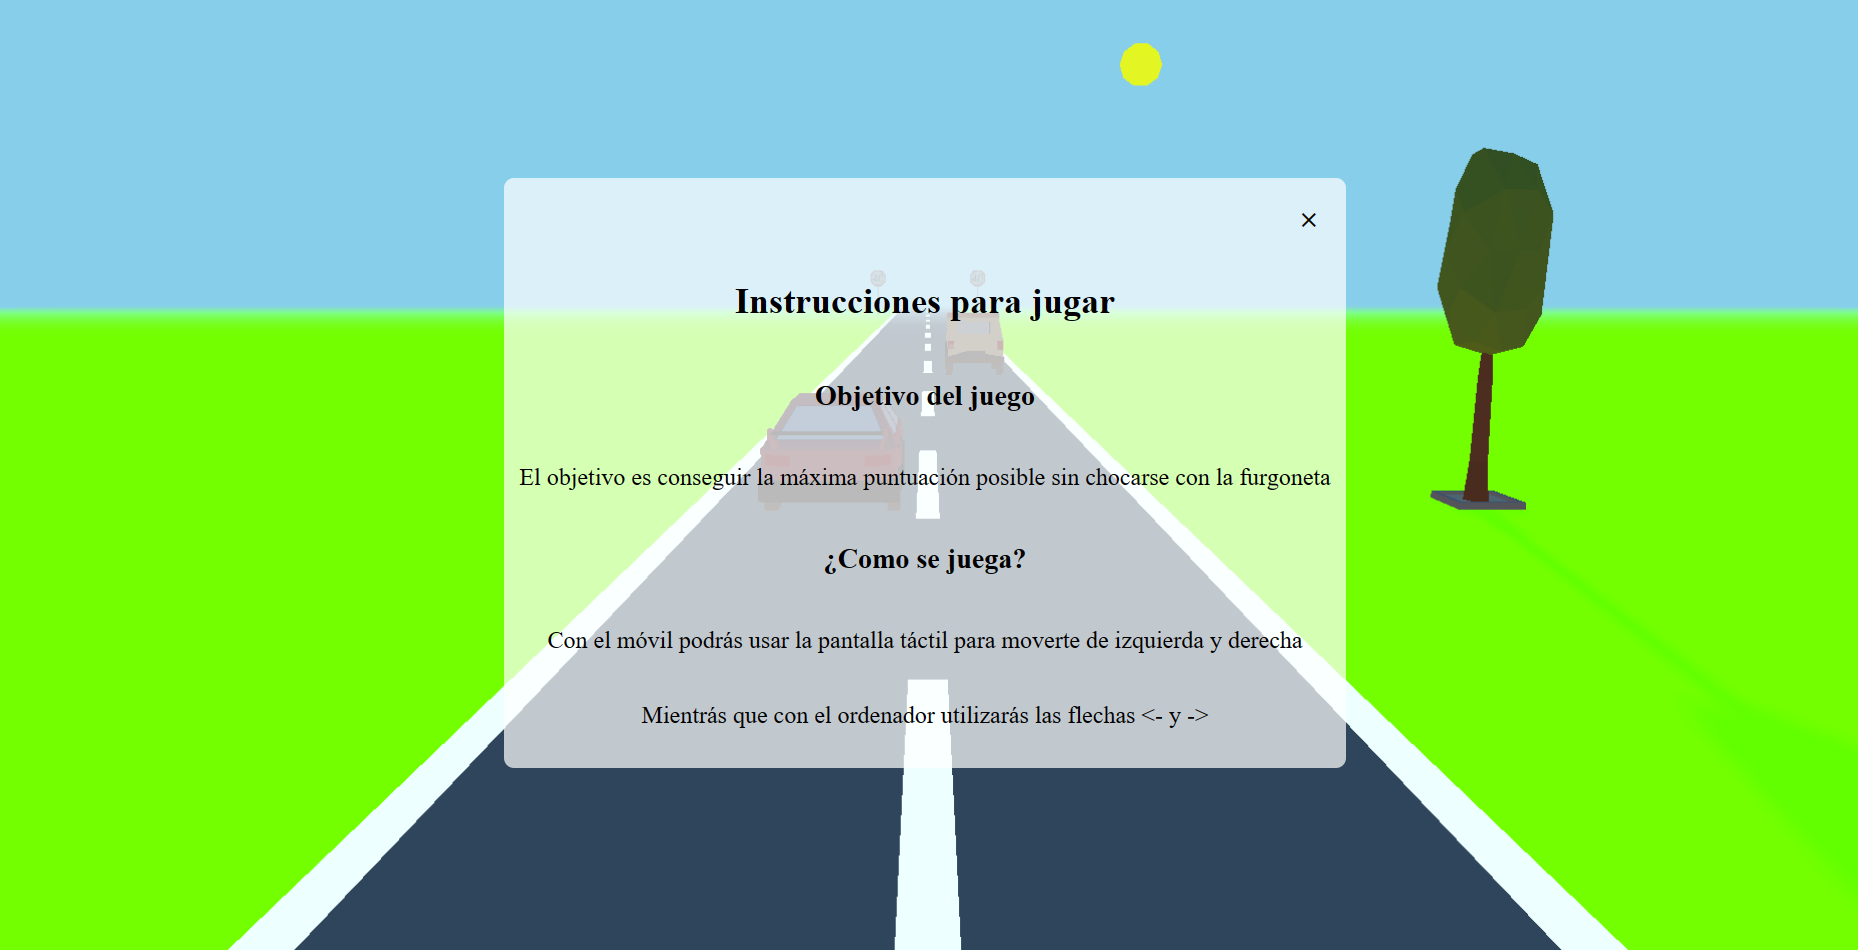 ×
Instrucciones para jugar
Objetivo del juego
El objetivo es conseguir la máxima puntuación posible sin chocarse con la furgoneta
¿Como se juega?
Con el móvil podrás usar la pantalla táctil para moverte de izquierda y derecha
Mientrás que con el ordenador utilizarás las flechas <- y ->